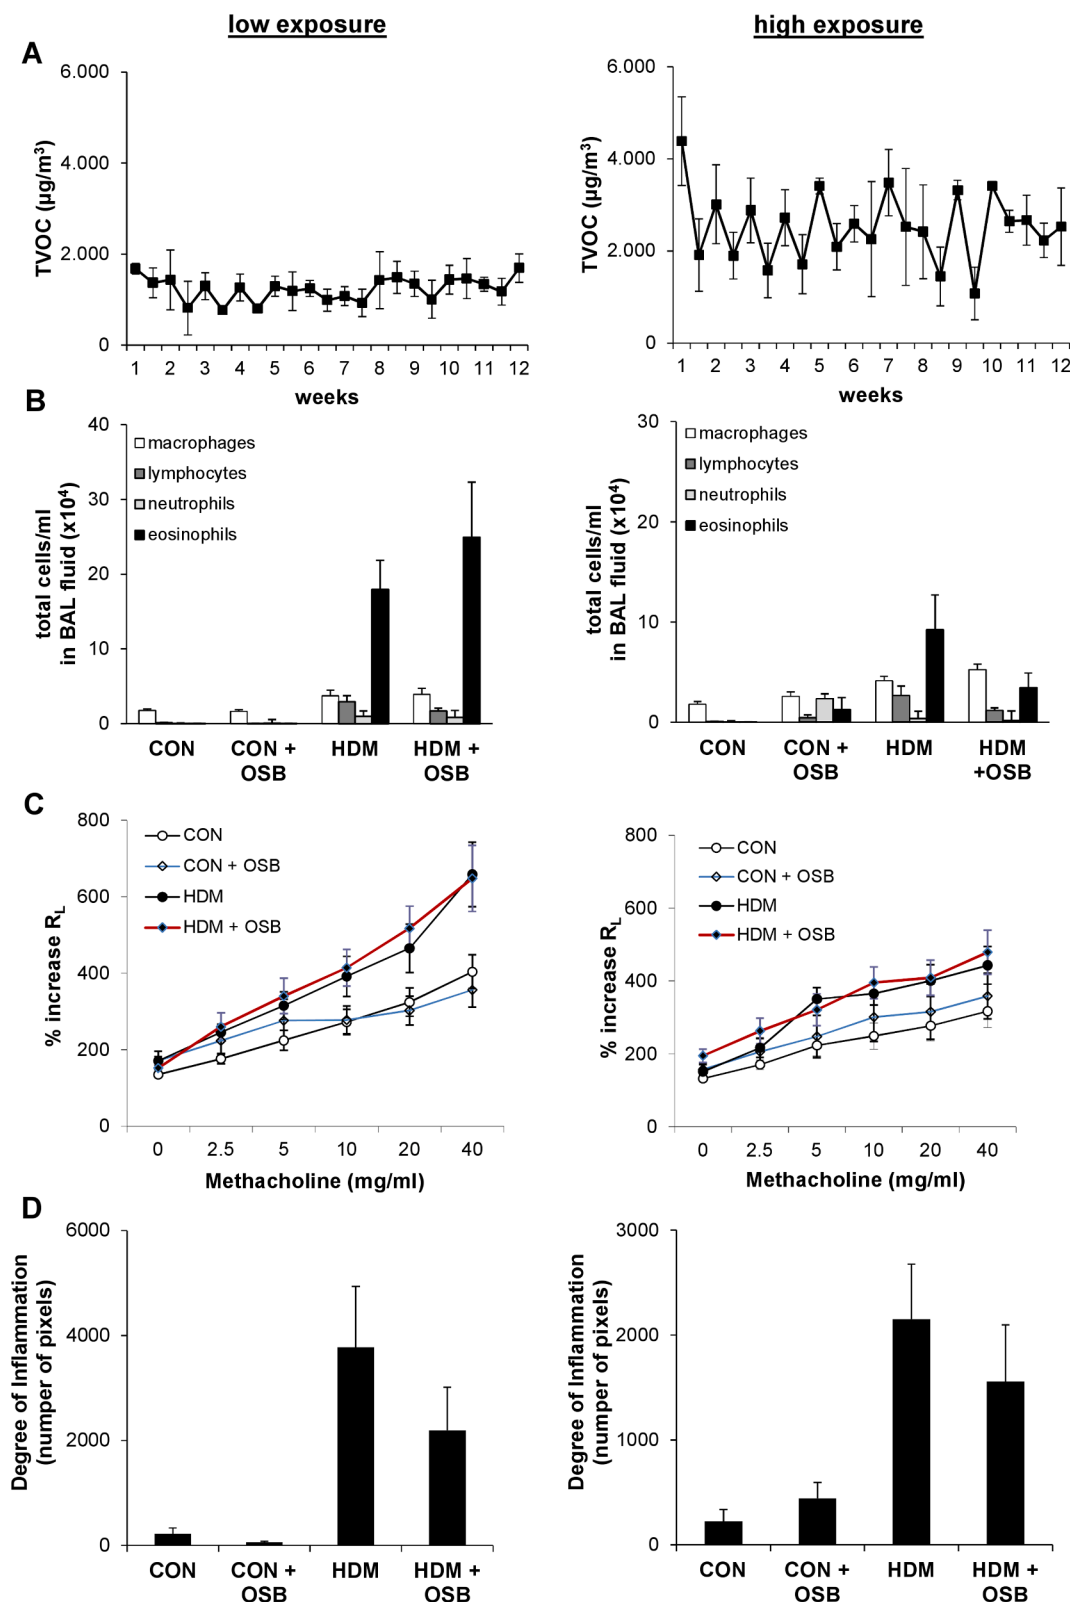 low exposure
high exposure
A
6.000
4.000
2.000
0
TVOC (µg/m³)
1 2 3 4 5 6 7 8 9 10 11 12
weeks
6.000
4.000
2.000
0
TVOC (µg/m³)
1 2 3 4 5 6 7 8 9 10 11 12
weeks
B
40
30
20
10
0
total cells/ml
in BAL fluid (x10⁴)
macrophages
lymphocytes
neutrophils
eosinophils
CON
CON +
OSB
HDM
HDM +
OSB
30
20
10
0
total cells/ml
in BAL fluid (x10⁴)
macrophages
lymphocytes
neutrophils
eosinophils
CON
CON +
OSB
HDM
HDM
+OSB
C
800
600
400
200
0
% increase R_L
CON
CON + OSB
HDM
HDM + OSB
0 2.5 5 10 20 40
Methacholine (mg/ml)
800
600
400
200
0
% increase R_L
CON
CON + OSB
HDM
HDM + OSB
0 2.5 5 10 20 40
Methacholine (mg/ml)
D
6000
4000
2000
0
Degree of Inflammation
(numper of pixels)
CON
CON +
OSB
HDM
HDM +
OSB
3000
2000
1000
0
Degree of Inflammation
(number of pixels)
CON
CON +
OSB
HDM
HDM +
OSB